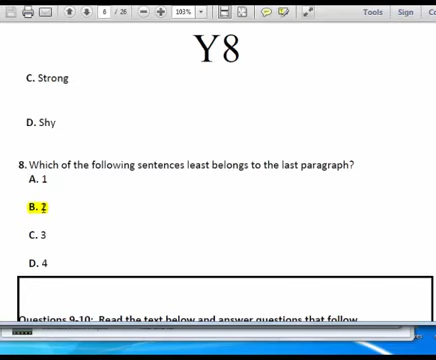 6 / 26
103%
Tools
Sign
Y8
C. Strong
D. Shy
8. Which of the following sentences least belongs to the last paragraph?
A. 1
B. 2
C. 3
D. 4
Questions 9-10: Read the text below and answer questions that follow